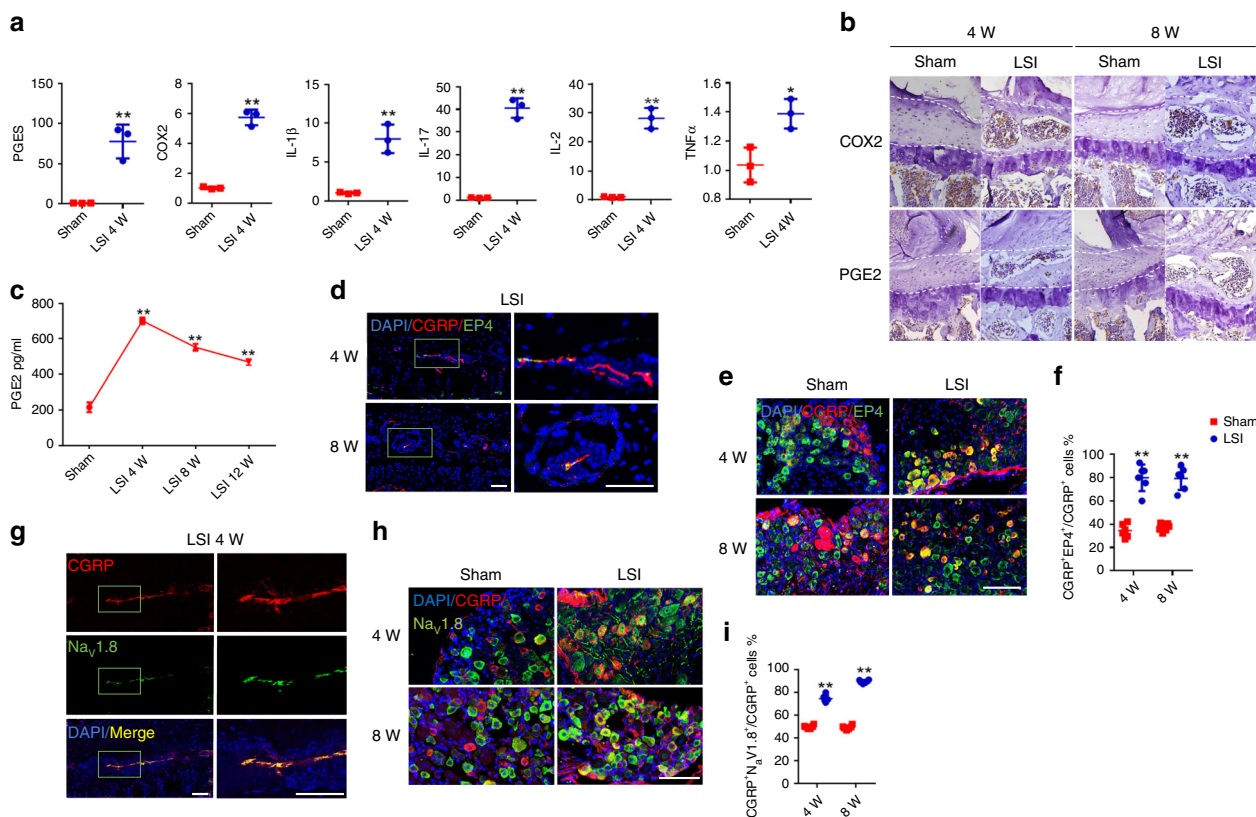 a
PGES
150
100
50
0
**
Sham
LSI 4 W
COX2
8
6
4
2
0
**
Sham
LSI 4 W
IL-1β
15
10
5
0
**
Sham
LSI 4 W
IL-17
60
40
20
0
**
Sham
LSI 4 W
IL-2
40
30
20
10
0
**
Sham
LSI 4 W
TNFα
1.8
1.6
1.4
1.2
1.0
0.8
*
Sham
LSI 4W
b
4 W
8 W
Sham
LSI
Sham
LSI
COX2
PGE2
c
PGE2 pg/ml
800
600
400
200
0
**
**
**
Sham
LSI 4 W
LSI 8 W
LSI 12 W
d
LSI
DAPI/CGRP/EP4
4 W
8 W
e
Sham
LSI
DAPI/CGRP/EP4
4 W
8 W
f
Sham
LSI
CGRP⁺EP4⁺/CGRP⁺ cells %
100
80
60
40
20
0
**
**
4 W
8 W
g
LSI 4 W
CGRP
NaV1.8
DAPI/Merge
h
Sham
LSI
DAPI/CGRP/
NaV1.8
4 W
8 W
i
CGRP⁺NaV1.8⁺/CGRP⁺ cells %
100
80
60
40
20
0
**
**
4 W
8 W